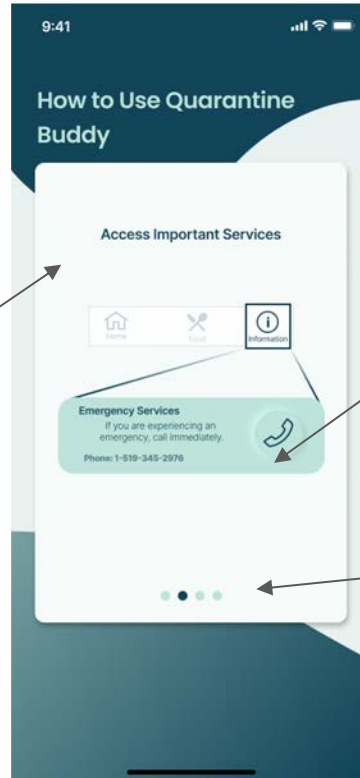 9:41
How to Use Quarantine
Buddy
Access Important Services
Home
Food
Information
Emergency Services
If you are experiencing an
emergency, call immediately.
Phone: 1-519-345-2976